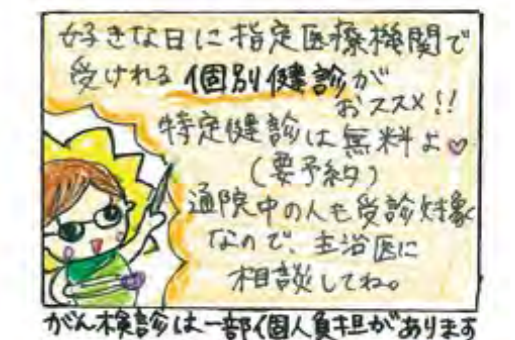 好きな日に指定医療機関で
受けれる個別健診が
おススメ!!
特定健診は無料よ♡
(要予約)
通院中の人も受診対象
なので、主治医に
相談してね。
がん検診は一部個人負担があります